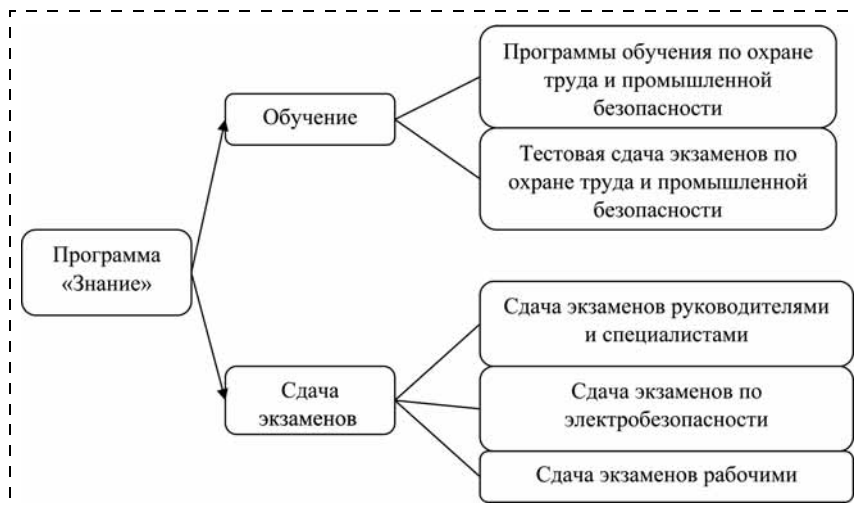 Программа
«Знание»
Обучение
Программы обучения по охране
труда и промышленной
безопасности
Тестовая сдача экзаменов по
охране труда и промышленной
безопасности
Сдача
экзаменов
Сдача экзаменов руководителями
и специалистами
Сдача экзаменов по
электробезопасности
Сдача экзаменов рабочими